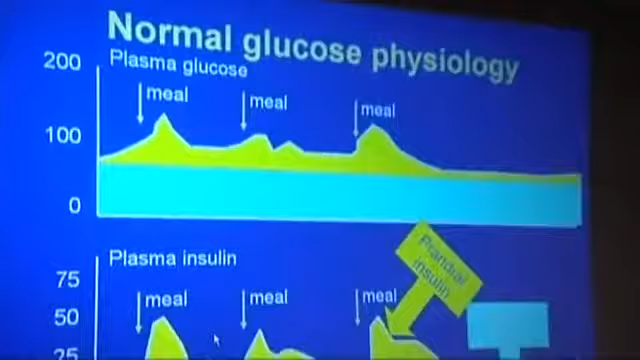 Normal glucose physiology
200
Plasma glucose
meal
meal
meal
100
0
Plasma insulin
75
Prandial
insulin
meal
meal
meal
50
25